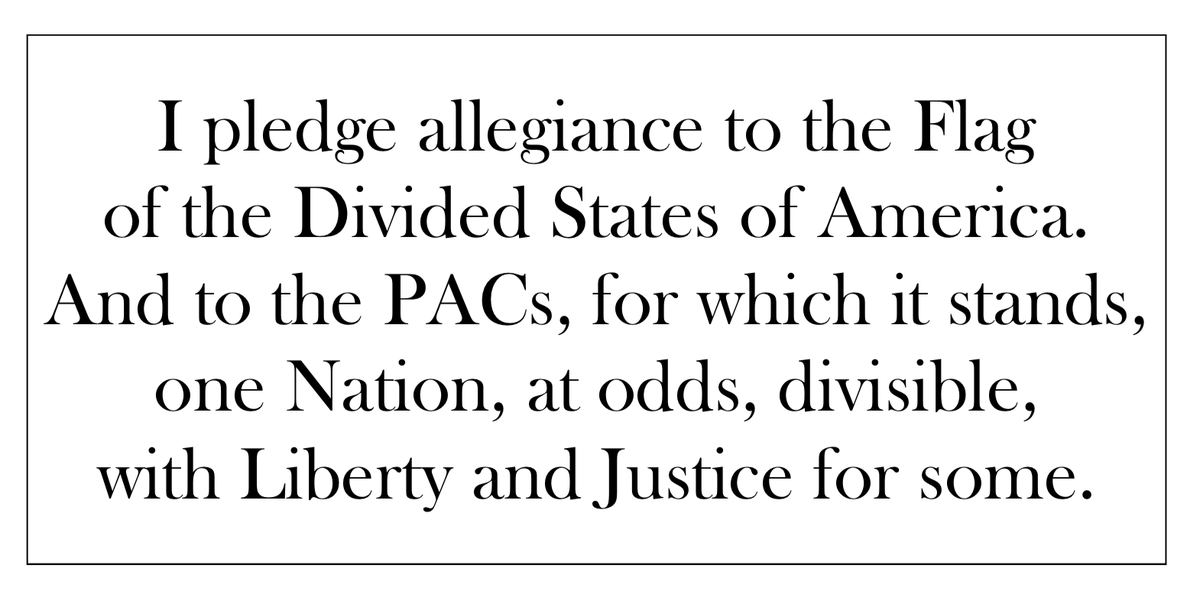 I pledge allegiance to the Flag
of the Divided States of America.
And to the PACs, for which it stands,
one Nation, at odds, divisible,
with Liberty and Justice for some.